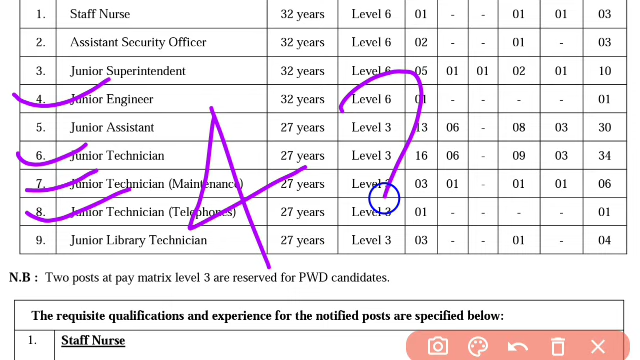 1. Staff Nurse 32 years Level 6 01 - - 01 01 03
2. Assistant Security Officer 32 years Level 6 02 - - 01 - 03
3. Junior Superintendent 32 years Level 6 05 01 01 02 01 10
4. Junior Engineer 32 years Level 6 01 - - - - 01
5. Junior Assistant 27 years Level 3 13 06 - 08 03 30
6. Junior Technician 27 years Level 3 16 06 - 09 03 34
7. Junior Technician (Maintenance) 27 years Level 3 03 01 - 01 01 06
8. Junior Technician (Telephones) 27 years Level 3 01 - - - - 01
9. Junior Library Technician 27 years Level 3 03 - - 01 - 04
N.B : Two posts at pay matrix level 3 are reserved for PWD candidates.
The requisite qualifications and experience for the notified posts are specified below:
1. Staff Nurse